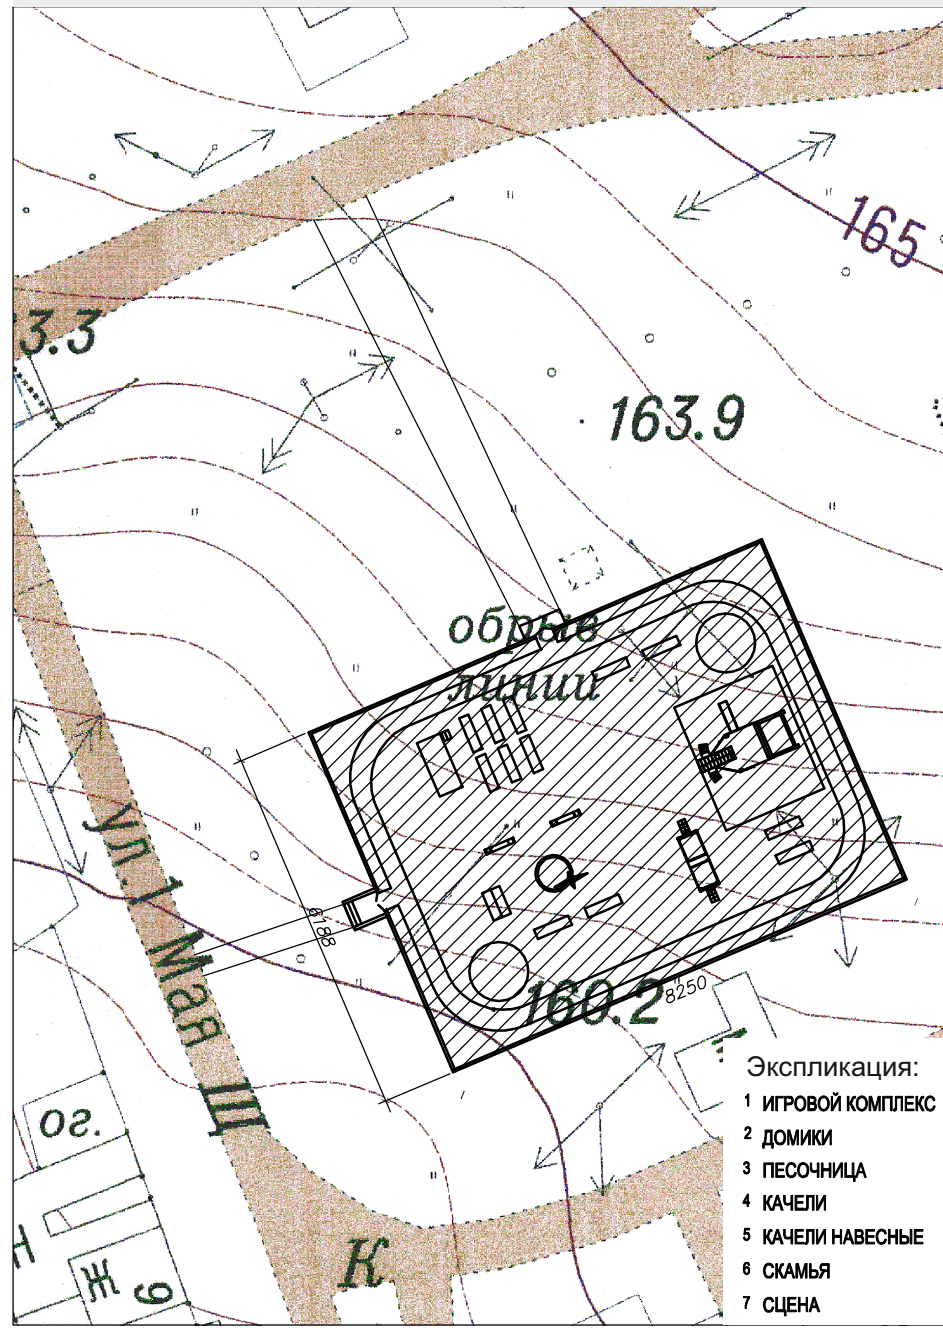 165
3.3
163.9
обрыв
линии
ул.1 Мая
6188
160.2
8250
Щ
ог.
К
Н
Ж
9
Экспликация:
1 ИГРОВОЙ КОМПЛЕКС
2 ДОМИКИ
3 ПЕСОЧНИЦА
4 КАЧЕЛИ
5 КАЧЕЛИ НАВЕСНЫЕ
6 СКАМЬЯ
7 СЦЕНА